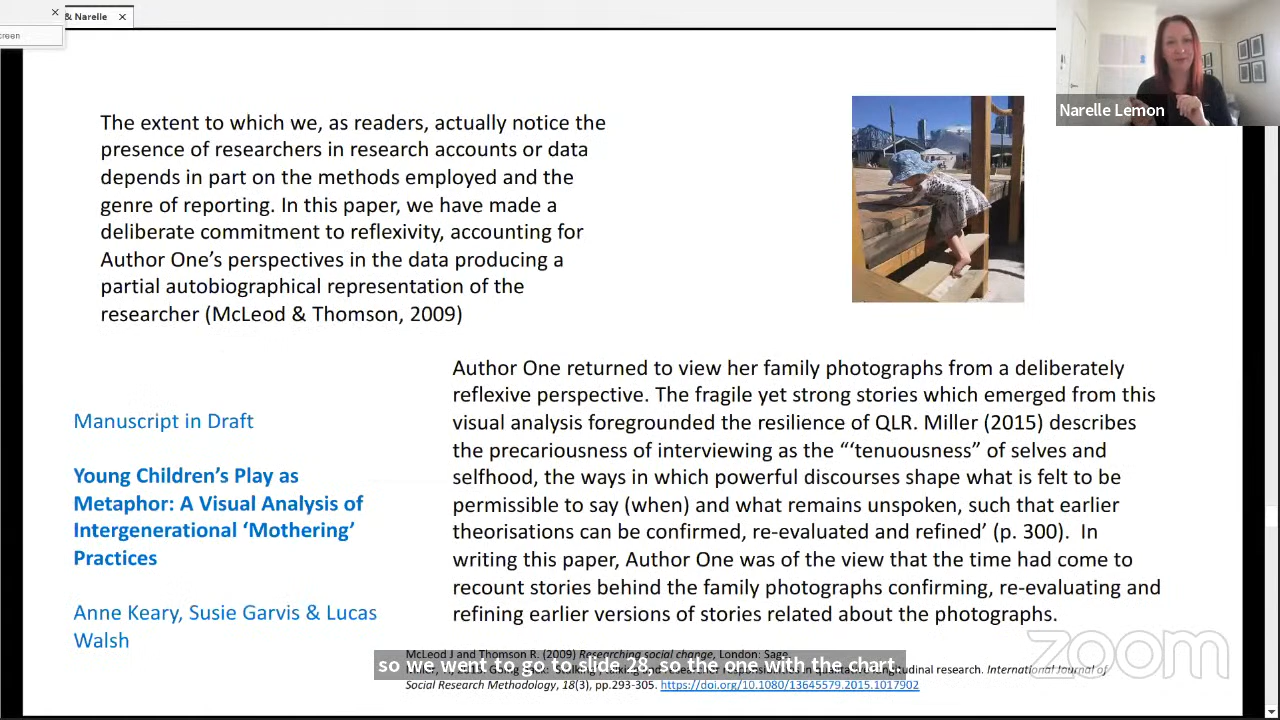 & Narelle
creen
Narelle Lemon
The extent to which we, as readers, actually notice the
presence of researchers in research accounts or data
depends in part on the methods employed and the
genre of reporting. In this paper, we have made a
deliberate commitment to reflexivity, accounting for
Author One’s perspectives in the data producing a
partial autobiographical representation of the
researcher (McLeod & Thomson, 2009)
Author One returned to view her family photographs from a deliberately
reflexive perspective. The fragile yet strong stories which emerged from this
visual analysis foregrounded the resilience of QLR. Miller (2015) describes
the precariousness of interviewing as the “‘tenuousness” of selves and
selfhood, the ways in which powerful discourses shape what is felt to be
permissible to say (when) and what remains unspoken, such that earlier
theorisations can be confirmed, re-evaluated and refined’ (p. 300).  In
writing this paper, Author One was of the view that the time had come to
recount stories behind the family photographs confirming, re-evaluating and
refining earlier versions of stories related about the photographs.
Manuscript in Draft
Young Children’s Play as
Metaphor: A Visual Analysis of
Intergenerational ‘Mothering’
Practices
Anne Keary, Susie Garvis & Lucas
Walsh
McLeod J and Thomson R. (2009) Researching social change, London: Sage.
so we went to go to slide 28, so the one with the chart.
longitudinal research. International Journal of
Social Research Methodology, 18(3), pp.293-305. https://doi.org/10.1080/13645579.2015.1017902
zoom